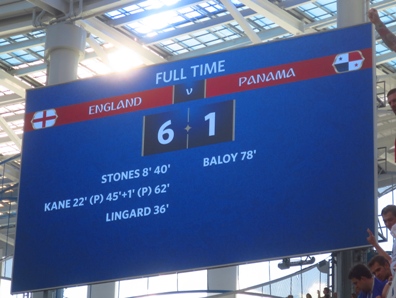 FULL TIME
ENGLAND v PANAMA
6 - 1
STONES 8' 40' BALOY 78'
KANE 22' (P) 45'+1' (P) 62'
LINGARD 36'